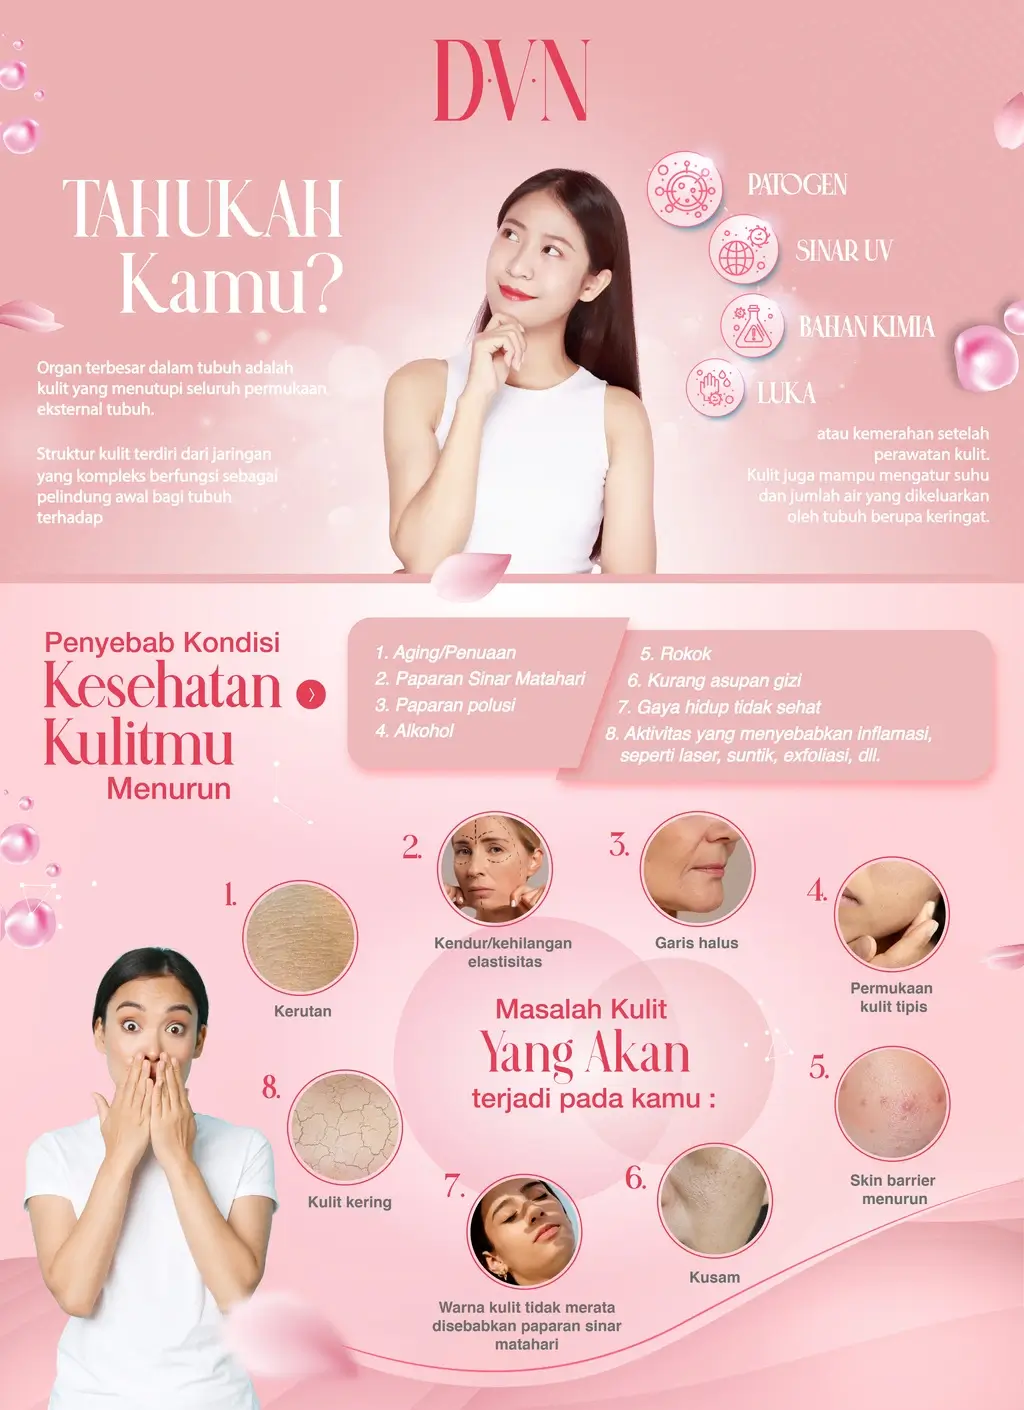 D·V·N
TAHUKAH
Kamu?
Organ terbesar dalam tubuh adalah
kulit yang menutupi seluruh permukaan
eksternal tubuh.
Struktur kulit terdiri dari jaringan
yang kompleks berfungsi sebagai
pelindung awal bagi tubuh
terhadap
PATOGEN
SINAR UV
BAHAN KIMIA
LUKA
atau kemerahan setelah
perawatan kulit.
Kulit juga mampu mengatur suhu
dan jumlah air yang dikeluarkan
oleh tubuh berupa keringat.
Penyebab Kondisi
Kesehatan
Kulitmu
Menurun
1. Aging/Penuaan
2. Paparan Sinar Matahari
3. Paparan polusi
4. Alkohol
5. Rokok
6. Kurang asupan gizi
7. Gaya hidup tidak sehat
8. Aktivitas yang menyebabkan inflamasi,
seperti laser, suntik, exfoliasi, dll.
Masalah Kulit
Yang Akan
terjadi pada kamu :
1.
Kerutan
2.
Kendur/kehilangan
elastisitas
3.
Garis halus
4.
Permukaan
kulit tipis
5.
Skin barrier
menurun
6.
Kusam
7.
Warna kulit tidak merata
disebabkan paparan sinar
matahari
8.
Kulit kering